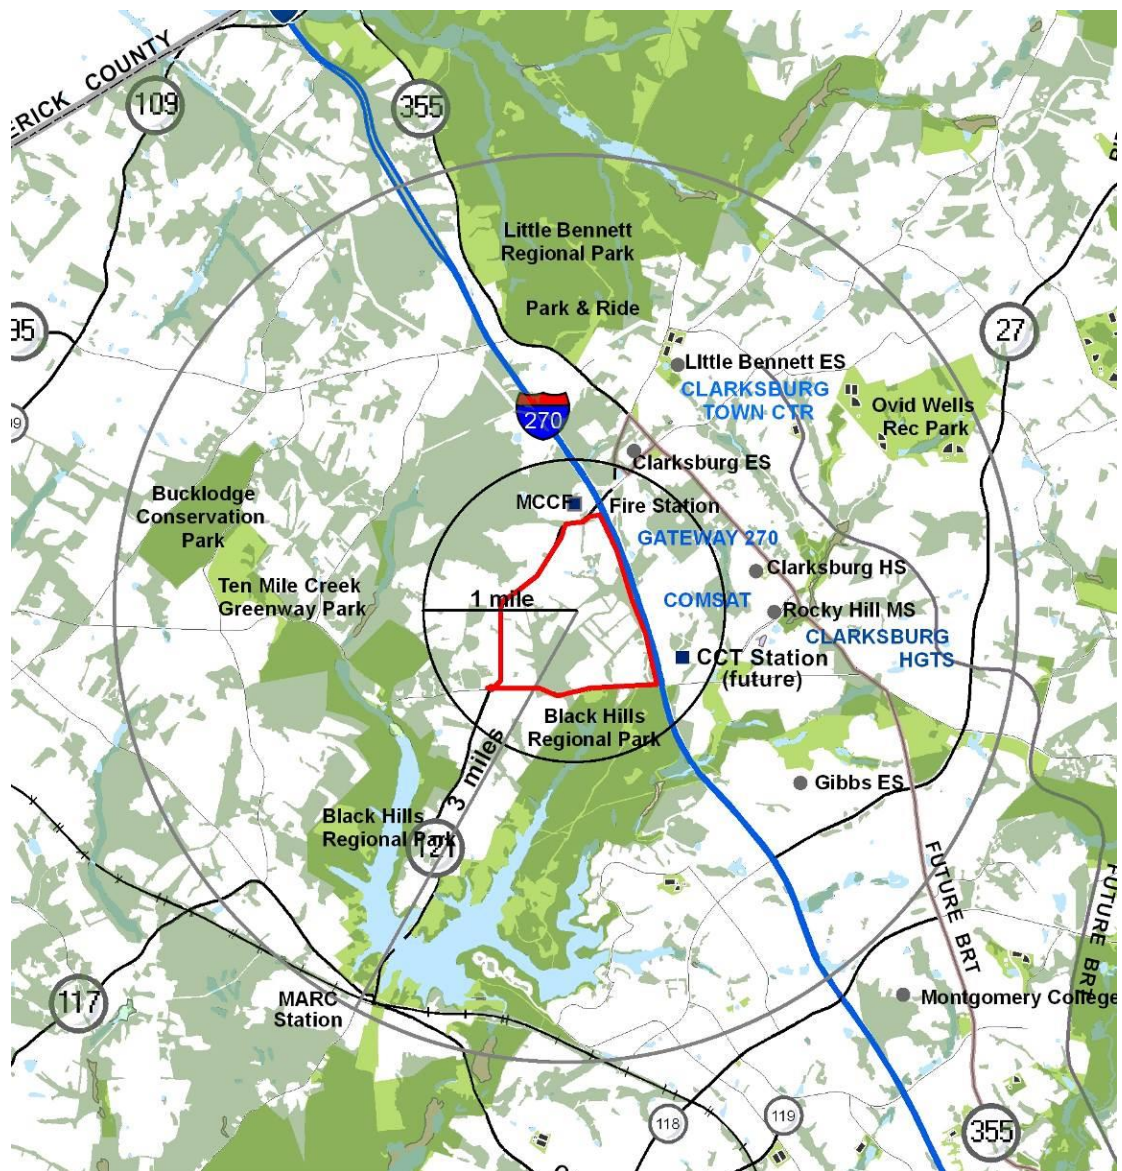 ERICK COUNTY
109
355
Little Bennett
Regional Park
Park & Ride
27
LIttle Bennett ES
CLARKSBURG
TOWN CTR
Ovid Wells
Rec Park
270
Clarksburg ES
Bucklodge
Conservation
Park
MCCF
Fire Station
GATEWAY 270
Clarksburg HS
Ten Mile Creek
Greenway Park
1 mile
COMSAT
Rocky Hill MS
CLARKSBURG
HGTS
CCT Station
(future)
Black Hills
Regional Park
3 miles
Gibbs ES
Black Hills
Regional Park
121
FUTURE BRT
FUTURE BRT
117
MARC
Station
Montgomery College
118
119
355